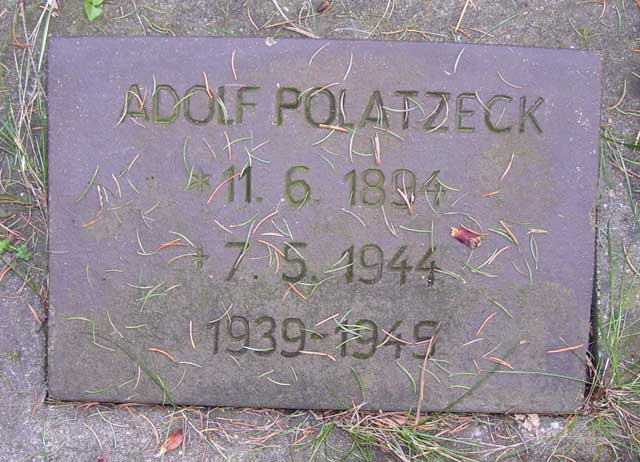 ADOLF POLATZECK
* 11. 6. 1894
† 7. 5. 1944
1939-1945